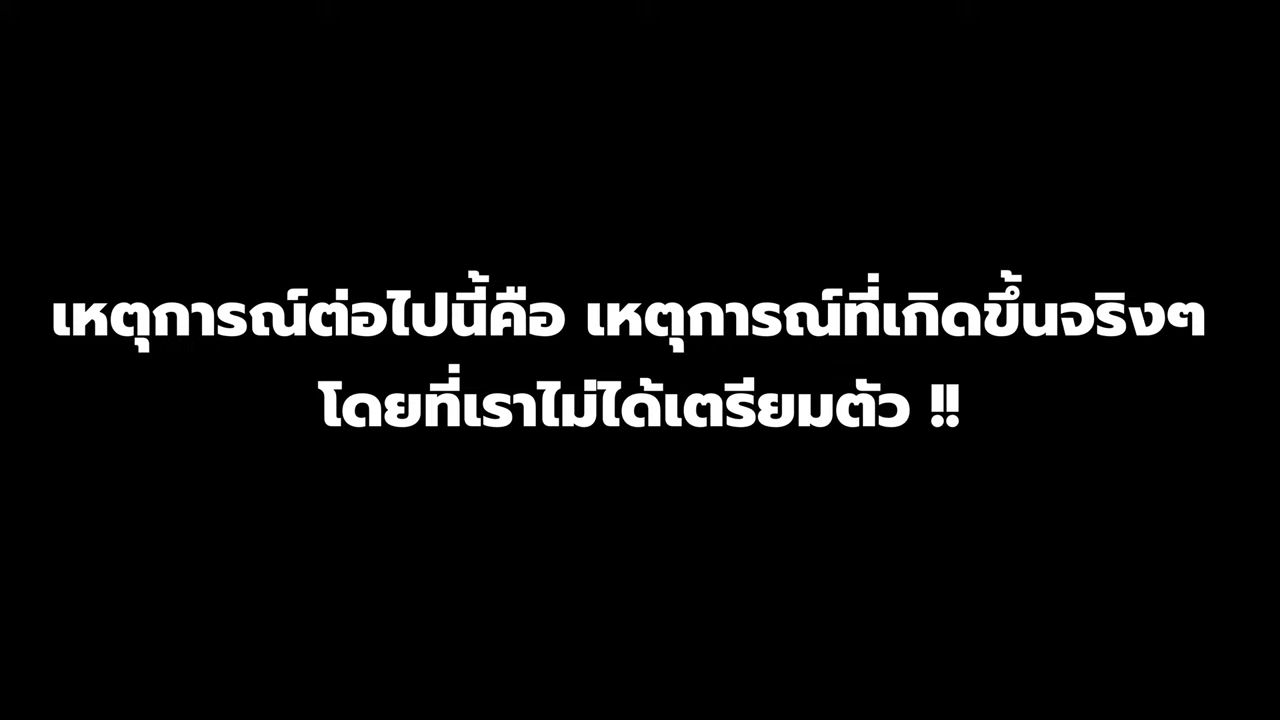 เหตุการณ์ต่อไปนี้คือ เหตุการณ์ที่เกิดขึ้นจริงๆ
โดยที่เราไม่ได้เตรียมตัว !!